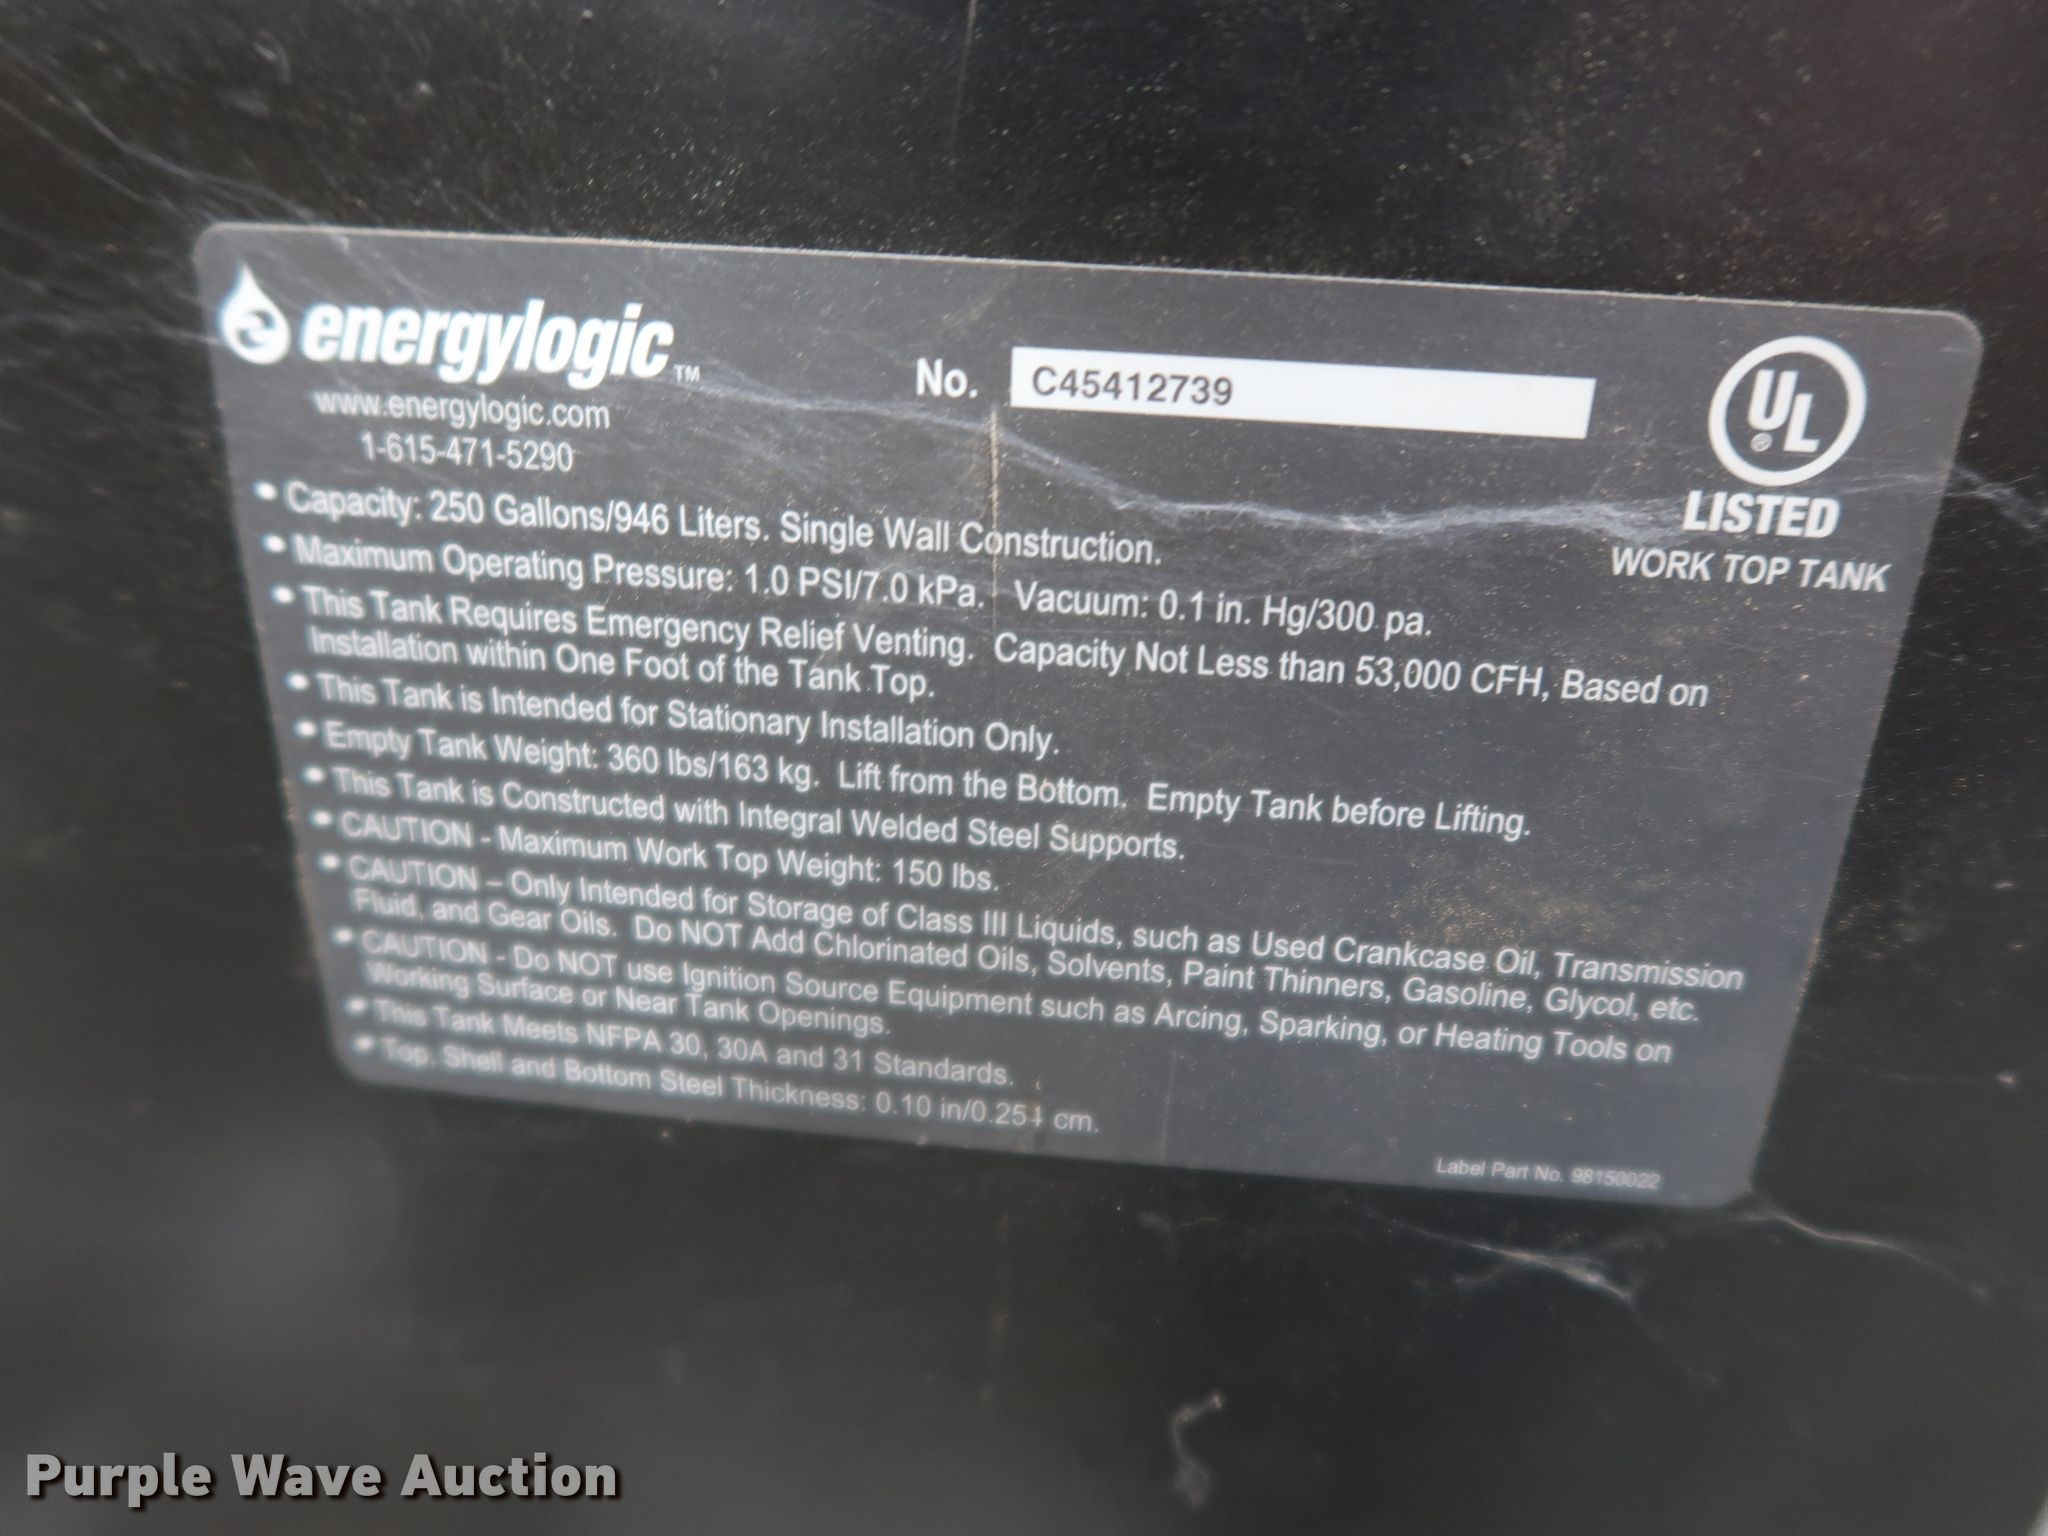 energylogic™
www.energylogic.com
1-615-471-5290
No. C45412739
UL®
LISTED
WORK TOP TANK
• Capacity: 250 Gallons/946 Liters. Single Wall Construction.
• Maximum Operating Pressure: 1.0 PSI/7.0 kPa. Vacuum: 0.1 in. Hg/300 pa.
• This Tank Requires Emergency Relief Venting. Capacity Not Less than 53,000 CFH, Based on
Installation within One Foot of the Tank Top.
• This Tank is Intended for Stationary Installation Only.
• Empty Tank Weight: 360 lbs/163 kg. Lift from the Bottom. Empty Tank before Lifting.
• This Tank is Constructed with Integral Welded Steel Supports.
• CAUTION - Maximum Work Top Weight: 150 lbs.
• CAUTION – Only Intended for Storage of Class III Liquids, such as Used Crankcase Oil, Transmission
Fluid, and Gear Oils. Do NOT Add Chlorinated Oils, Solvents, Paint Thinners, Gasoline, Glycol, etc.
• CAUTION - Do NOT use Ignition Source Equipment such as Arcing, Sparking, or Heating Tools on
Working Surface or Near Tank Openings.
• This Tank Meets NFPA 30, 30A and 31 Standards.
• Top, Shell and Bottom Steel Thickness: 0.10 in/0.254 cm.
Label Part No. 98150022
Purple Wave Auction